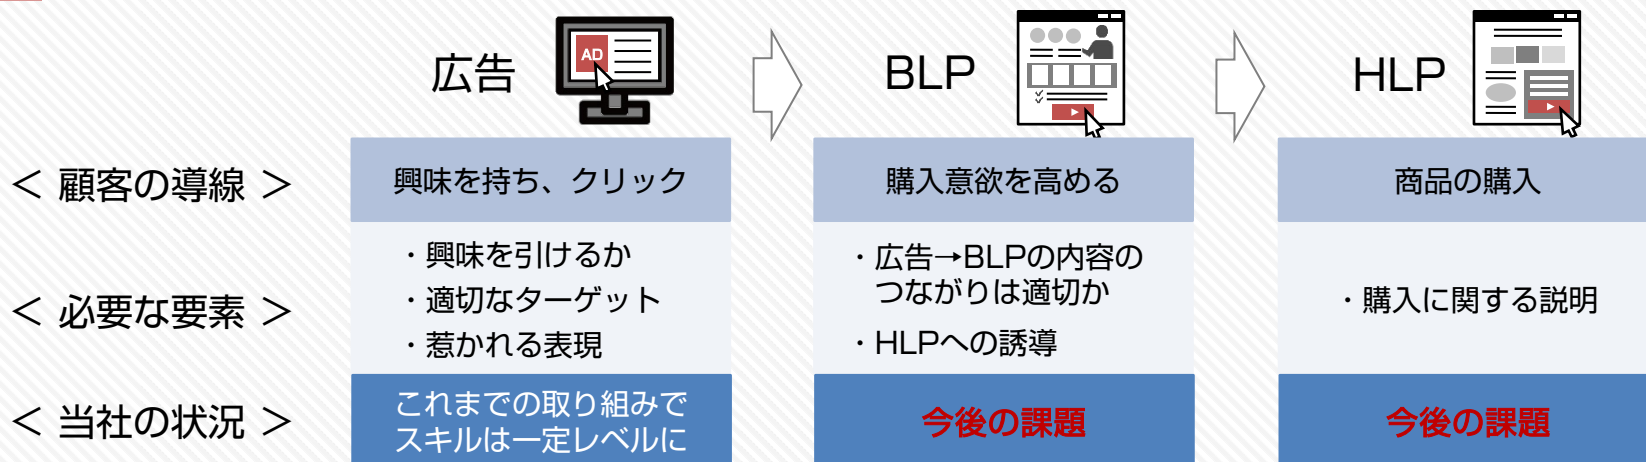 広告
AD
BLP
HLP
< 顧客の導線 >
興味を持ち、クリック
購入意欲を高める
商品の購入
< 必要な要素 >
・興味を引けるか
・適切なターゲット
・惹かれる表現
・広告→BLPの内容の
つながりは適切か
・HLPへの誘導
・購入に関する説明
< 当社の状況 >
これまでの取り組みで
スキルは一定レベルに
今後の課題
今後の課題